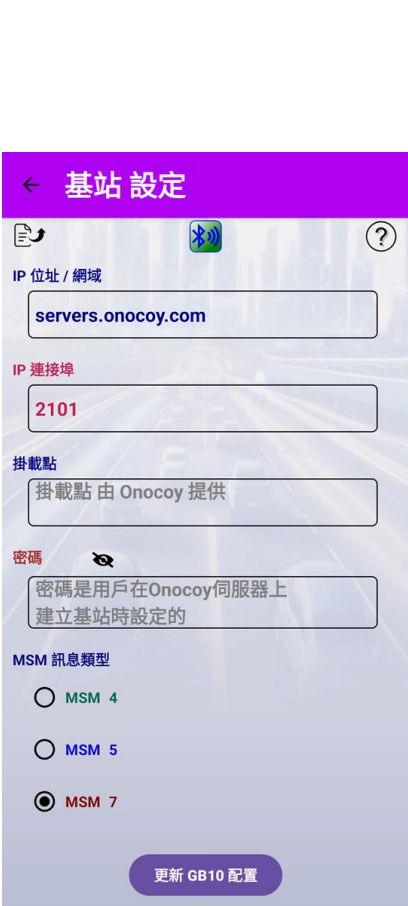 基站 設定
?
IP 位址 / 網域
servers.onocoy.com
IP 連接埠
2101
掛載點
掛載點 由 Onocoy 提供
密碼
密碼是用戶在Onocoy伺服器上
建立基站時設定的
MSM 訊息類型
MSM 4
MSM 5
MSM 7
更新 GB10 配置